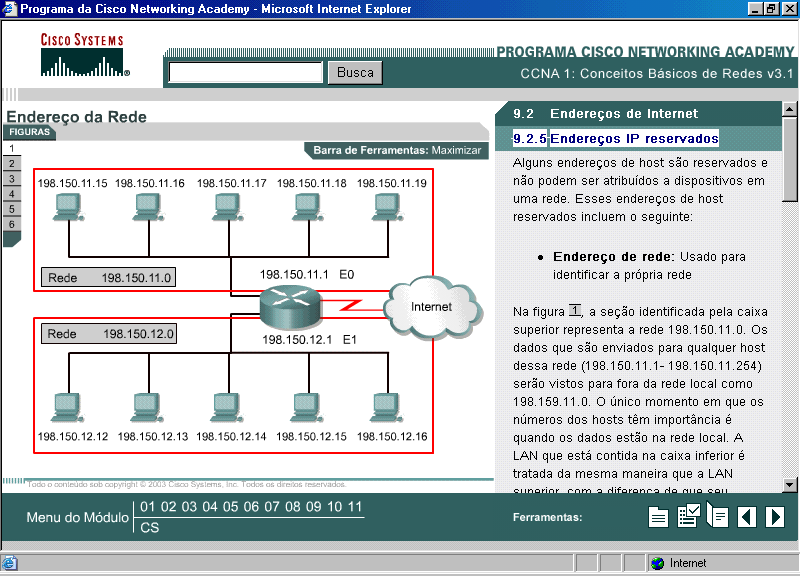 Programa da Cisco Networking Academy - Microsoft Internet Explorer
CISCO SYSTEMS
PROGRAMA CISCO NETWORKING ACADEMY
Busca
CCNA 1: Conceitos Básicos de Redes v3.1
Endereço da Rede
FIGURAS
1
2
3
4
5
6
Barra de Ferramentas: Maximizar
198.150.11.15 198.150.11.16 198.150.11.17 198.150.11.18 198.150.11.19
Rede 198.150.11.0
198.150.11.1 E0
Internet
Rede 198.150.12.0
198.150.12.1 E1
198.150.12.12 198.150.12.13 198.150.12.14 198.150.12.15 198.150.12.16
Todo o conteúdo sob copyright © 2003 Cisco Systems, Inc. Todos os direitos reservados.
9.2 Endereços de Internet
9.2.5 Endereços IP reservados
Alguns endereços de host são reservados e
não podem ser atribuídos a dispositivos em
uma rede. Esses endereços de host
reservados incluem o seguinte:
• Endereço de rede: Usado para
identificar a própria rede
Na figura 1, a seção identificada pela caixa
superior representa a rede 198.150.11.0. Os
dados que são enviados para qualquer host
dessa rede (198.150.11.1- 198.150.11.254)
serão vistos para fora da rede local como
198.159.11.0. O único momento em que os
números dos hosts têm importância é
quando os dados estão na rede local. A
LAN que está contida na caixa inferior é
tratada da mesma maneira que a LAN
superior, com a diferença de que seu
Menu do Módulo
01 02 03 04 05 06 07 08 09 10 11
CS
Ferramentas:
Internet